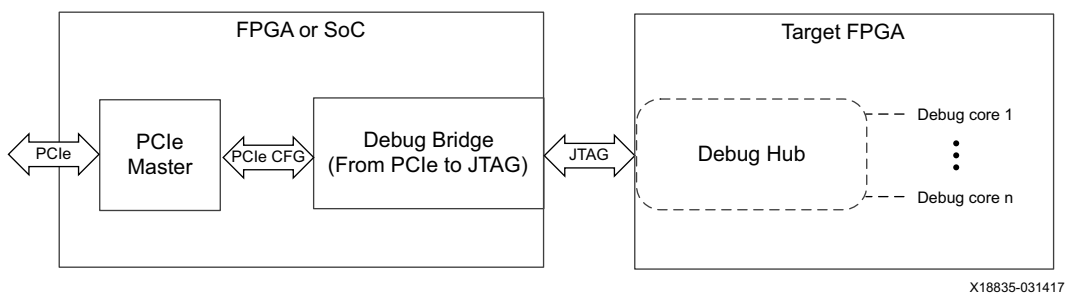 FPGA or SoC
Target FPGA
PCIe
PCIe
Master
PCIe CFG
Debug Bridge
(From PCIe to JTAG)
JTAG
Debug Hub
Debug core 1
Debug core n
X18835-031417